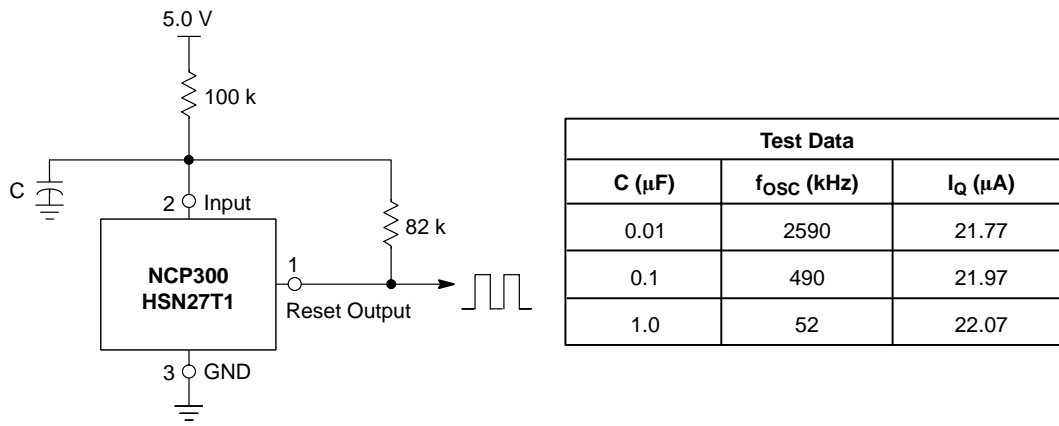 5.0 V
100 k
C
2
Input
82 k
NCP300
HSN27T1
1
Reset Output
3
GND
Test Data
C (μF) fOSC (kHz) IQ (μA)
0.01 2590 21.77
0.1 490 21.97
1.0 52 22.07